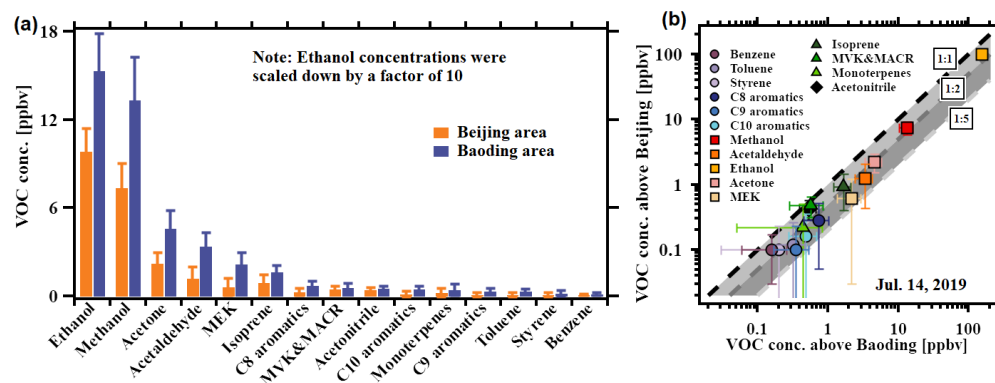 (a)
18
12
6
0
VOC conc. [ppbv]
Note: Ethanol concentrations were
scaled down by a factor of 10
Beijing area
Baoding area
Ethanol
Methanol
Acetone
Acetaldehyde
MEK
Isoprene
C8 aromatics
MVK&MACR
Acetonitrile
C10 aromatics
Monoterpenes
C9 aromatics
Toluene
Styrene
Benzene
(b)
VOC conc. above Beijing [ppbv]
100
10
1
0.1
Benzene
Toluene
Styrene
C8 aromatics
C9 aromatics
C10 aromatics
Methanol
Acetaldehyde
Ethanol
Acetone
MEK
Isoprene
MVK&MACR
Monoterpenes
Acetonitrile
1:1
1:2
1:5
Jul. 14, 2019
0.1
1
10
100
VOC conc. above Baoding [ppbv]